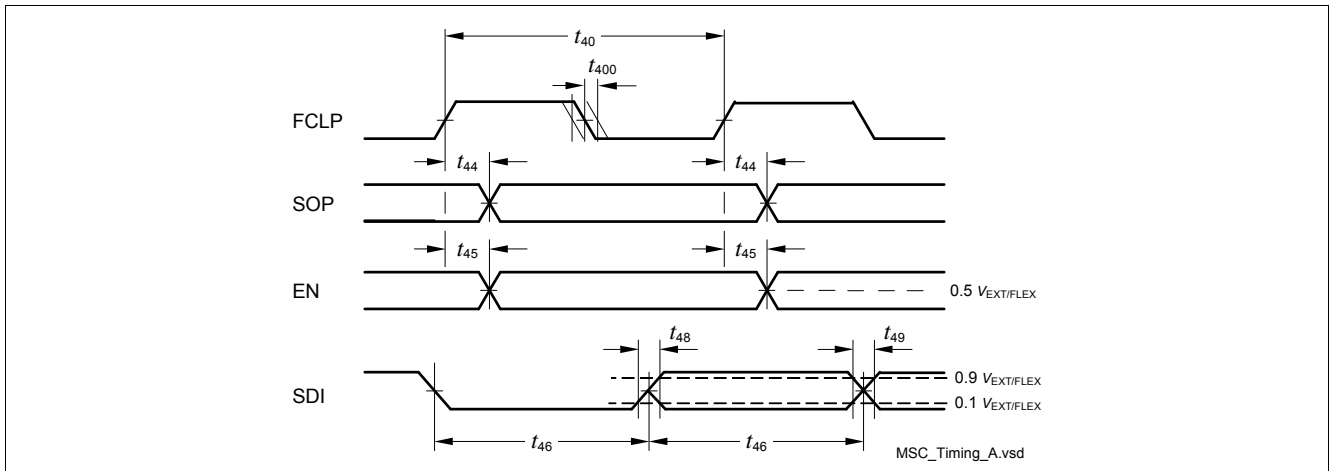 t40
t400
FCLP
t44 t44
SOP
t45 t45
EN
0.5 VEXT/FLEX
t48 t49
SDI
0.9 VEXT/FLEX
0.1 VEXT/FLEX
t46 t46
MSC_Timing_A.vsd